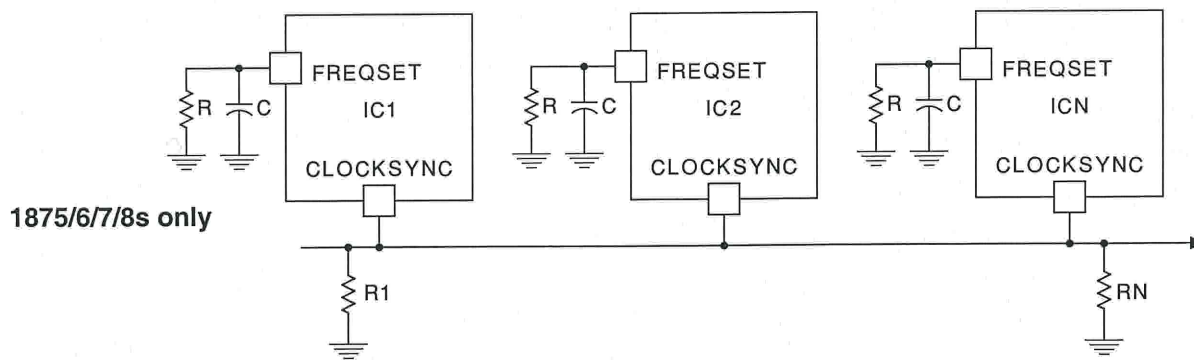 FREQSET
R
C
IC1
CLOCKSYNC
FREQSET
R
C
IC2
CLOCKSYNC
FREQSET
R
C
ICN
CLOCKSYNC
1875/6/7/8s only
R1
RN